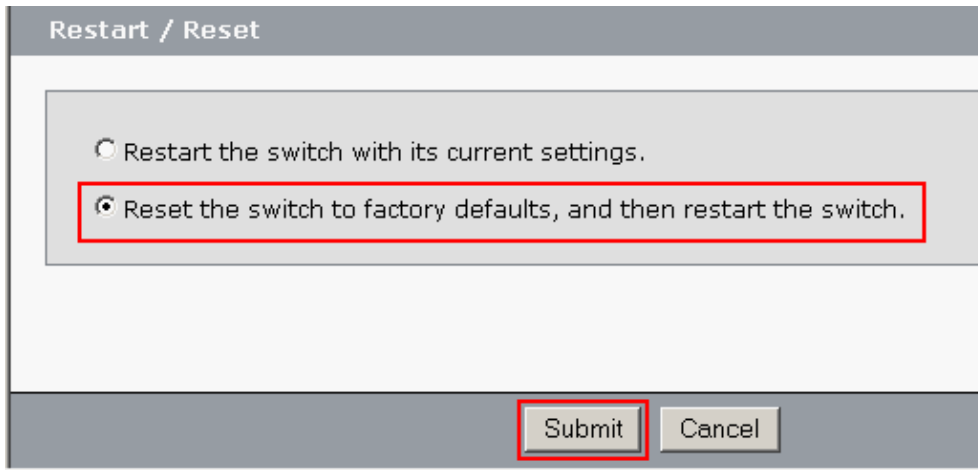 Restart / Reset
Restart the switch with its current settings.
Reset the switch to factory defaults, and then restart the switch.
Submit Cancel